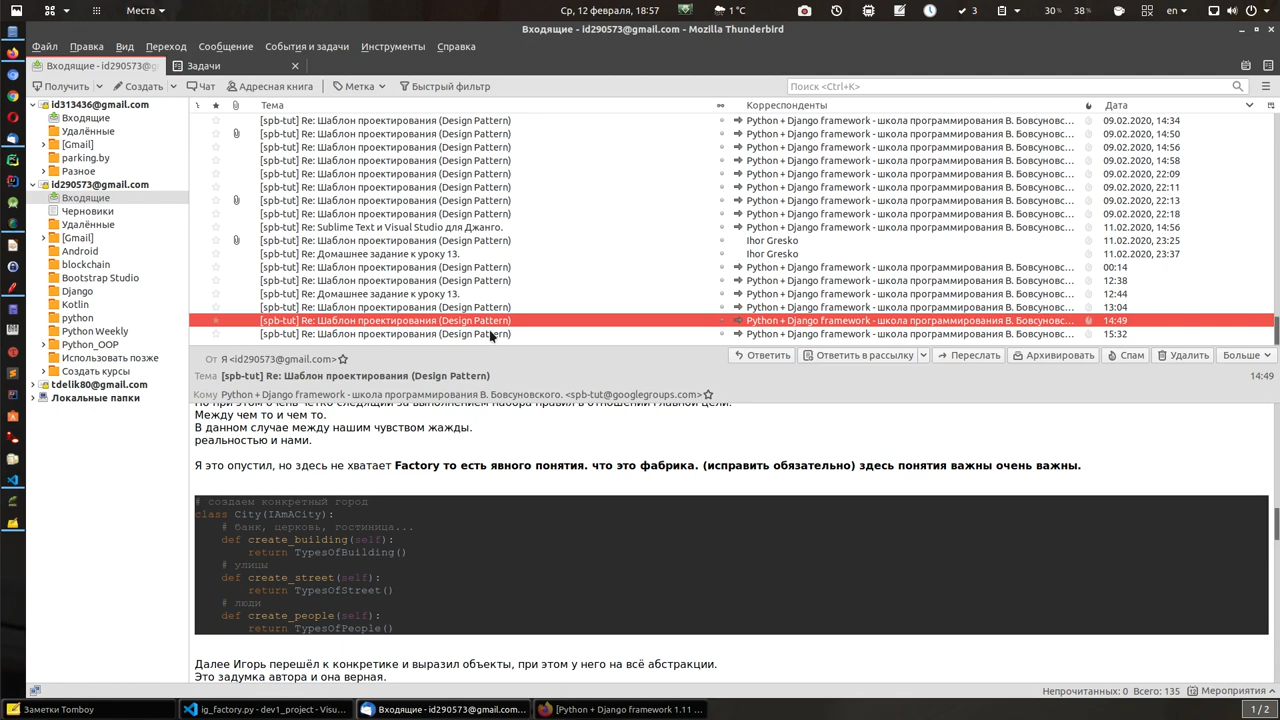 Места
Ср, 12 февраля, 18:57
1 °C
3
30%
38%
en
Входящие - id290573@gmail.com - Mozilla Thunderbird
Файл Правка Вид Переход Сообщение События и задачи Инструменты Справка
Входящие - id290573@g
Задачи
Получить Создать Чат Адресная книга Метка Быстрый фильтр Поиск <Ctrl+K>
id313436@gmail.com
Входящие
Удалённые
[Gmail]
parking.by
Разное
id290573@gmail.com
Входящие
Черновики
Удалённые
[Gmail]
Android
blockchain
Bootstrap Studio
Django
Kotlin
python
Python Weekly
Python_OOP
Использовать позже
Создать курсы
tdelik80@gmail.com
Локальные папки
Тема Корреспонденты Дата
[spb-tut] Re: Шаблон проектирования (Design Pattern) Python + Django framework - школа программирования В. Бовсуновс... 09.02.2020, 14:34
[spb-tut] Re: Шаблон проектирования (Design Pattern) Python + Django framework - школа программирования В. Бовсуновс... 09.02.2020, 14:50
[spb-tut] Re: Шаблон проектирования (Design Pattern) Python + Django framework - школа программирования В. Бовсуновс... 09.02.2020, 14:56
[spb-tut] Re: Шаблон проектирования (Design Pattern) Python + Django framework - школа программирования В. Бовсуновс... 09.02.2020, 14:58
[spb-tut] Re: Шаблон проектирования (Design Pattern) Python + Django framework - школа программирования В. Бовсуновс... 09.02.2020, 22:09
[spb-tut] Re: Шаблон проектирования (Design Pattern) Python + Django framework - школа программирования В. Бовсуновс... 09.02.2020, 22:11
[spb-tut] Re: Шаблон проектирования (Design Pattern) Python + Django framework - школа программирования В. Бовсуновс... 09.02.2020, 22:13
[spb-tut] Re: Шаблон проектирования (Design Pattern) Python + Django framework - школа программирования В. Бовсуновс... 09.02.2020, 22:18
[spb-tut] Re: Sublime Text и Visual Studio для Джанго. Python + Django framework - школа программирования В. Бовсуновс... 11.02.2020, 14:56
[spb-tut] Re: Шаблон проектирования (Design Pattern) Ihor Gresko 11.02.2020, 23:25
[spb-tut] Re: Домашнее задание к уроку 13. Ihor Gresko 11.02.2020, 23:37
[spb-tut] Re: Шаблон проектирования (Design Pattern) Python + Django framework - школа программирования В. Бовсуновс... 00:14
[spb-tut] Re: Шаблон проектирования (Design Pattern) Python + Django framework - школа программирования В. Бовсуновс... 12:38
[spb-tut] Re: Домашнее задание к уроку 13. Python + Django framework - школа программирования В. Бовсуновс... 12:44
[spb-tut] Re: Шаблон проектирования (Design Pattern) Python + Django framework - школа программирования В. Бовсуновс... 13:04
[spb-tut] Re: Шаблон проектирования (Design Pattern) Python + Django framework - школа программирования В. Бовсуновс... 14:49
[spb-tut] Re: Шаблон проектирования (Design Pattern) Python + Django framework - школа программирования В. Бовсуновс... 15:32
От Я <id290573@gmail.com>
Ответить Ответить в рассылку Переслать Архивировать Спам Удалить Больше
Тема [spb-tut] Re: Шаблон проектирования (Design Pattern) 14:49
Кому Python + Django framework - школа программирования В. Бовсуновского. <spb-tut@googlegroups.com>
Но при этом очень четко следящий за выполнением набора правил в отношении главной цели.
Между чем то и чем то.
В данном случае между нашим чувством жажды.
реальностью и нами.
Я это опустил, но здесь не хватает Factory то есть явного понятия. что это фабрика. (исправить обязательно) здесь понятия важны очень важны.
# создаем конкретный город
class City(IAmACity):
# банк, церковь, гостиница...
def create_building(self):
return TypesOfBuilding()
# улицы
def create_street(self):
return TypesOfStreet()
# люди
def create_people(self):
return TypesOfPeople()
Далее Игорь перешёл к конкретике и выразил объекты, при этом у него на всё абстракции.
Это задумка автора и она верная.
Непрочитанных: 0 Всего: 135 Мероприятия
Заметки Tomboy
ig_factory.py - dev1_project - Visu...
Входящие - id290573@gmail.com...
[Python + Django framework 1.11 ...
1 / 2